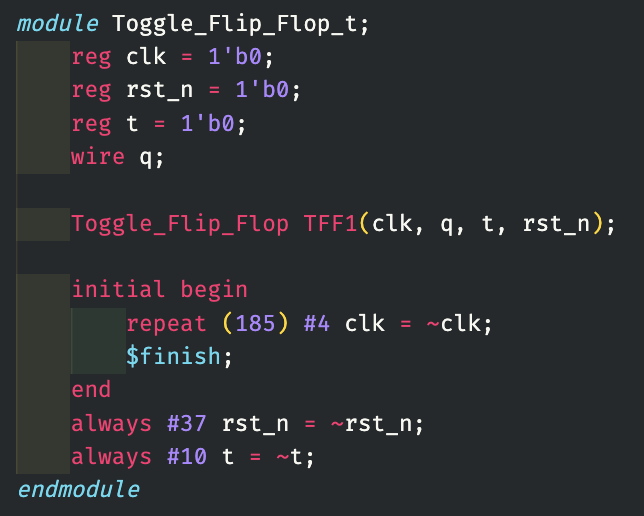 module Toggle_Flip_Flop_t;
reg clk = 1'b0;
reg rst_n = 1'b0;
reg t = 1'b0;
wire q;
Toggle_Flip_Flop TFF1(clk, q, t, rst_n);
initial begin
repeat (185) #4 clk = ~clk;
$finish;
end
always #37 rst_n = ~rst_n;
always #10 t = ~t;
endmodule